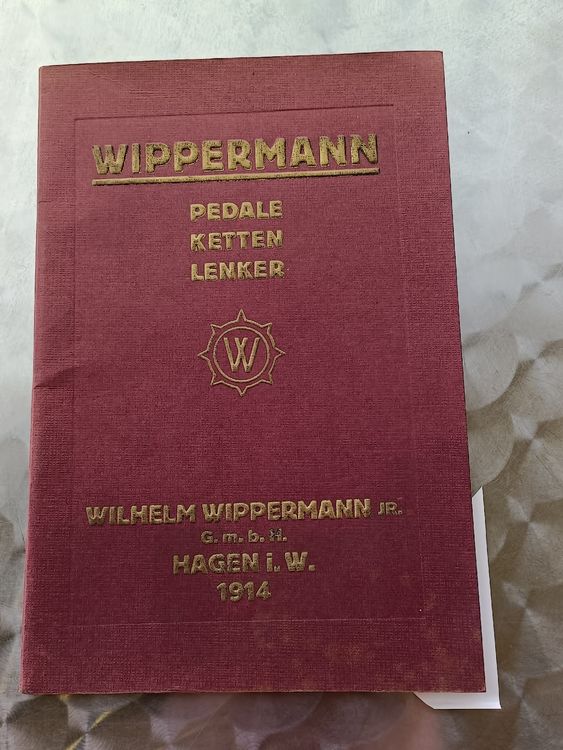 WIPPERMANN
PEDALE
KETTEN
LENKER
W
WILHELM WIPPERMANN JR.
G. m. b. H.
HAGEN i. W.
1914